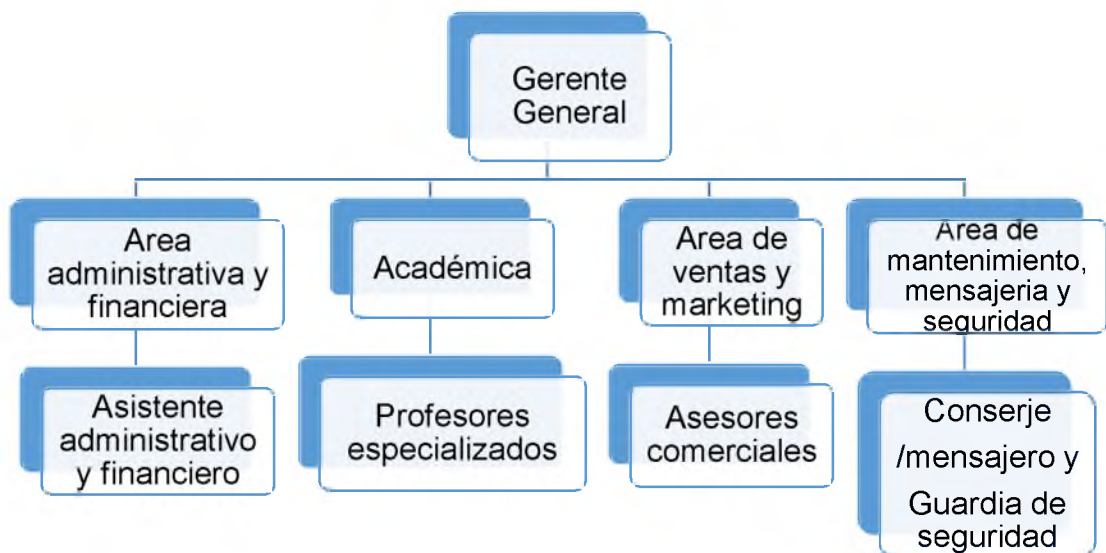 Gerente
General
Area
administrativa y
financiera
Académica
Area de
ventas y
marketing
Area de
mantenimiento,
mensajeria y
seguridad
Asistente
administrativo
y financiero
Profesores
especializados
Asesores
comerciales
Conserje
/mensajero y
Guardia de
seguridad